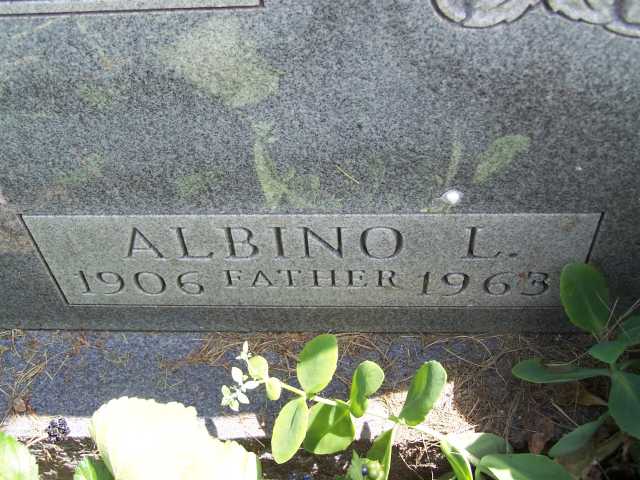 ALBINO L.
1906 FATHER 1963